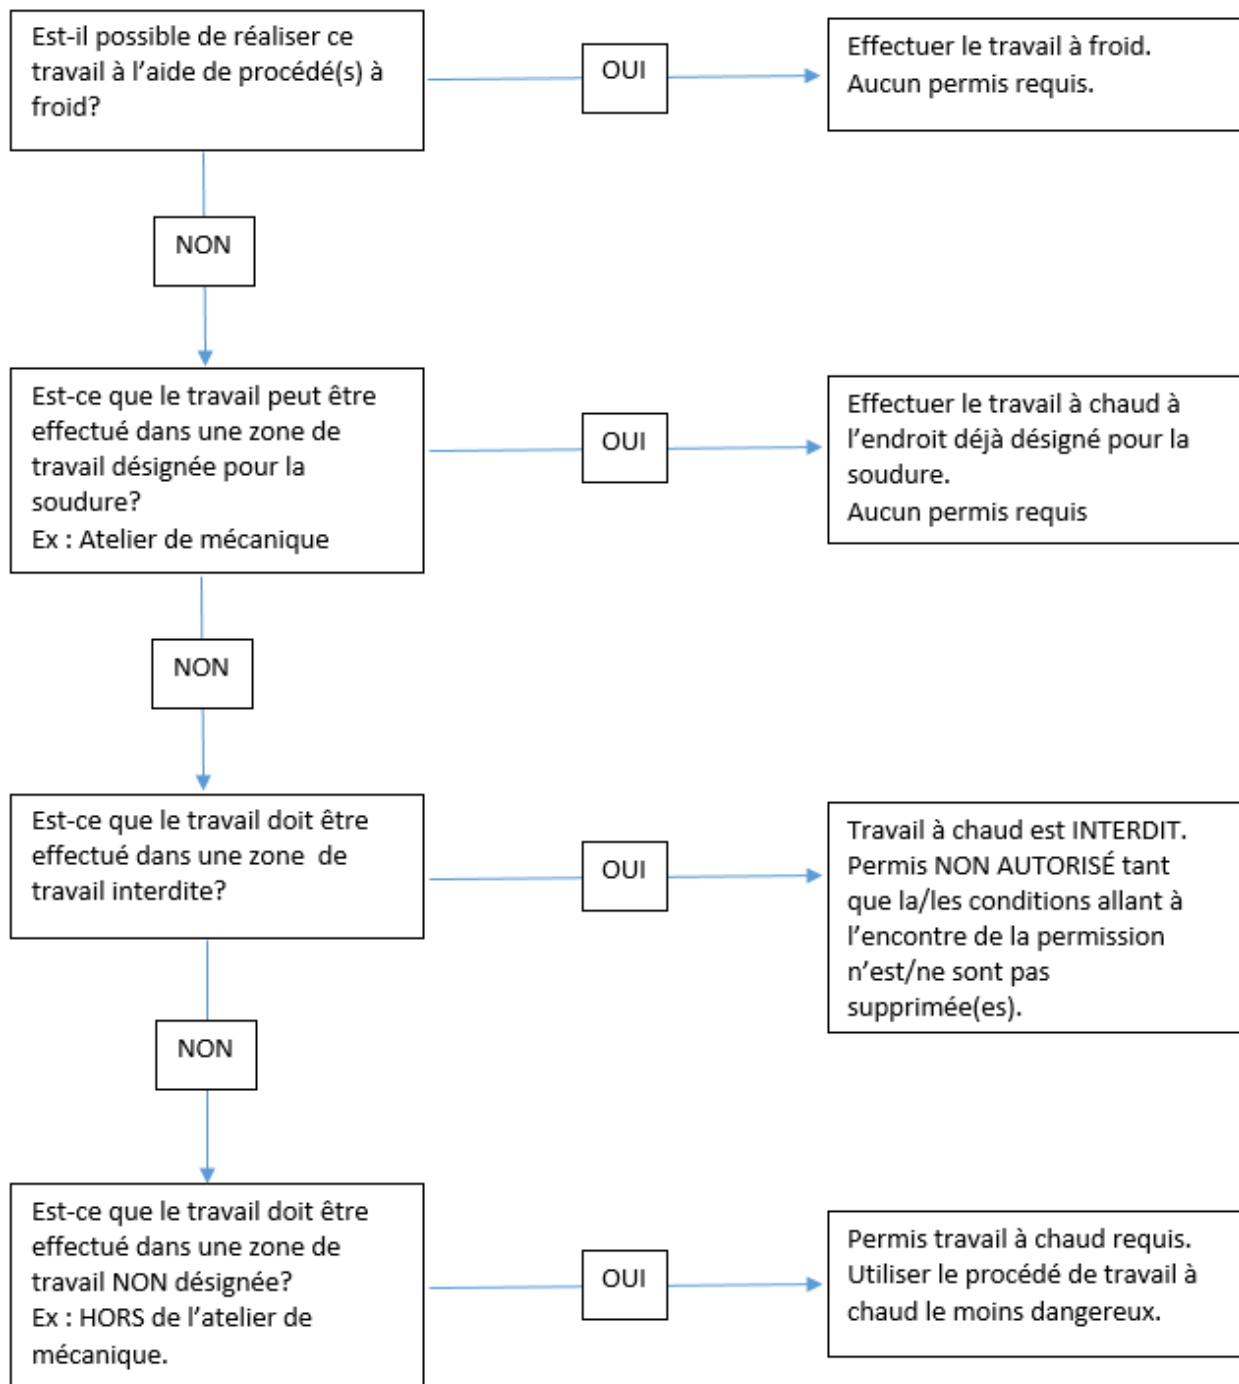 Est-il possible de réaliser ce
travail à l'aide de procédé(s) à
froid?
OUI
Effectuer le travail à froid.
Aucun permis requis.
NON
Est-ce que le travail peut être
effectué dans une zone de
travail désignée pour la
soudure?
Ex : Atelier de mécanique
OUI
Effectuer le travail à chaud à
l'endroit déjà désigné pour la
soudure.
Aucun permis requis
NON
Est-ce que le travail doit être
effectué dans une zone  de
travail interdite?
OUI
Travail à chaud est INTERDIT.
Permis NON AUTORISÉ tant
que la/les conditions allant à
l'encontre de la permission
n'est/ne sont pas
supprimée(es).
NON
Est-ce que le travail doit être
effectué dans une zone de
travail NON désignée?
Ex : HORS de l'atelier de
mécanique.
OUI
Permis travail à chaud requis.
Utiliser le procédé de travail à
chaud le moins dangereux.